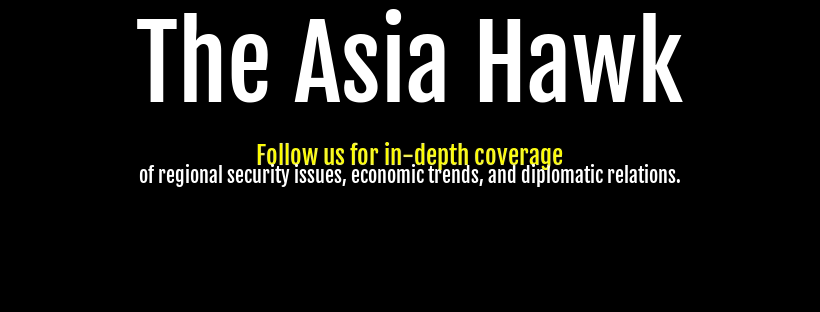 The Asia Hawk
Follow us for in-depth coverage
of regional security issues, economic trends, and diplomatic relations.